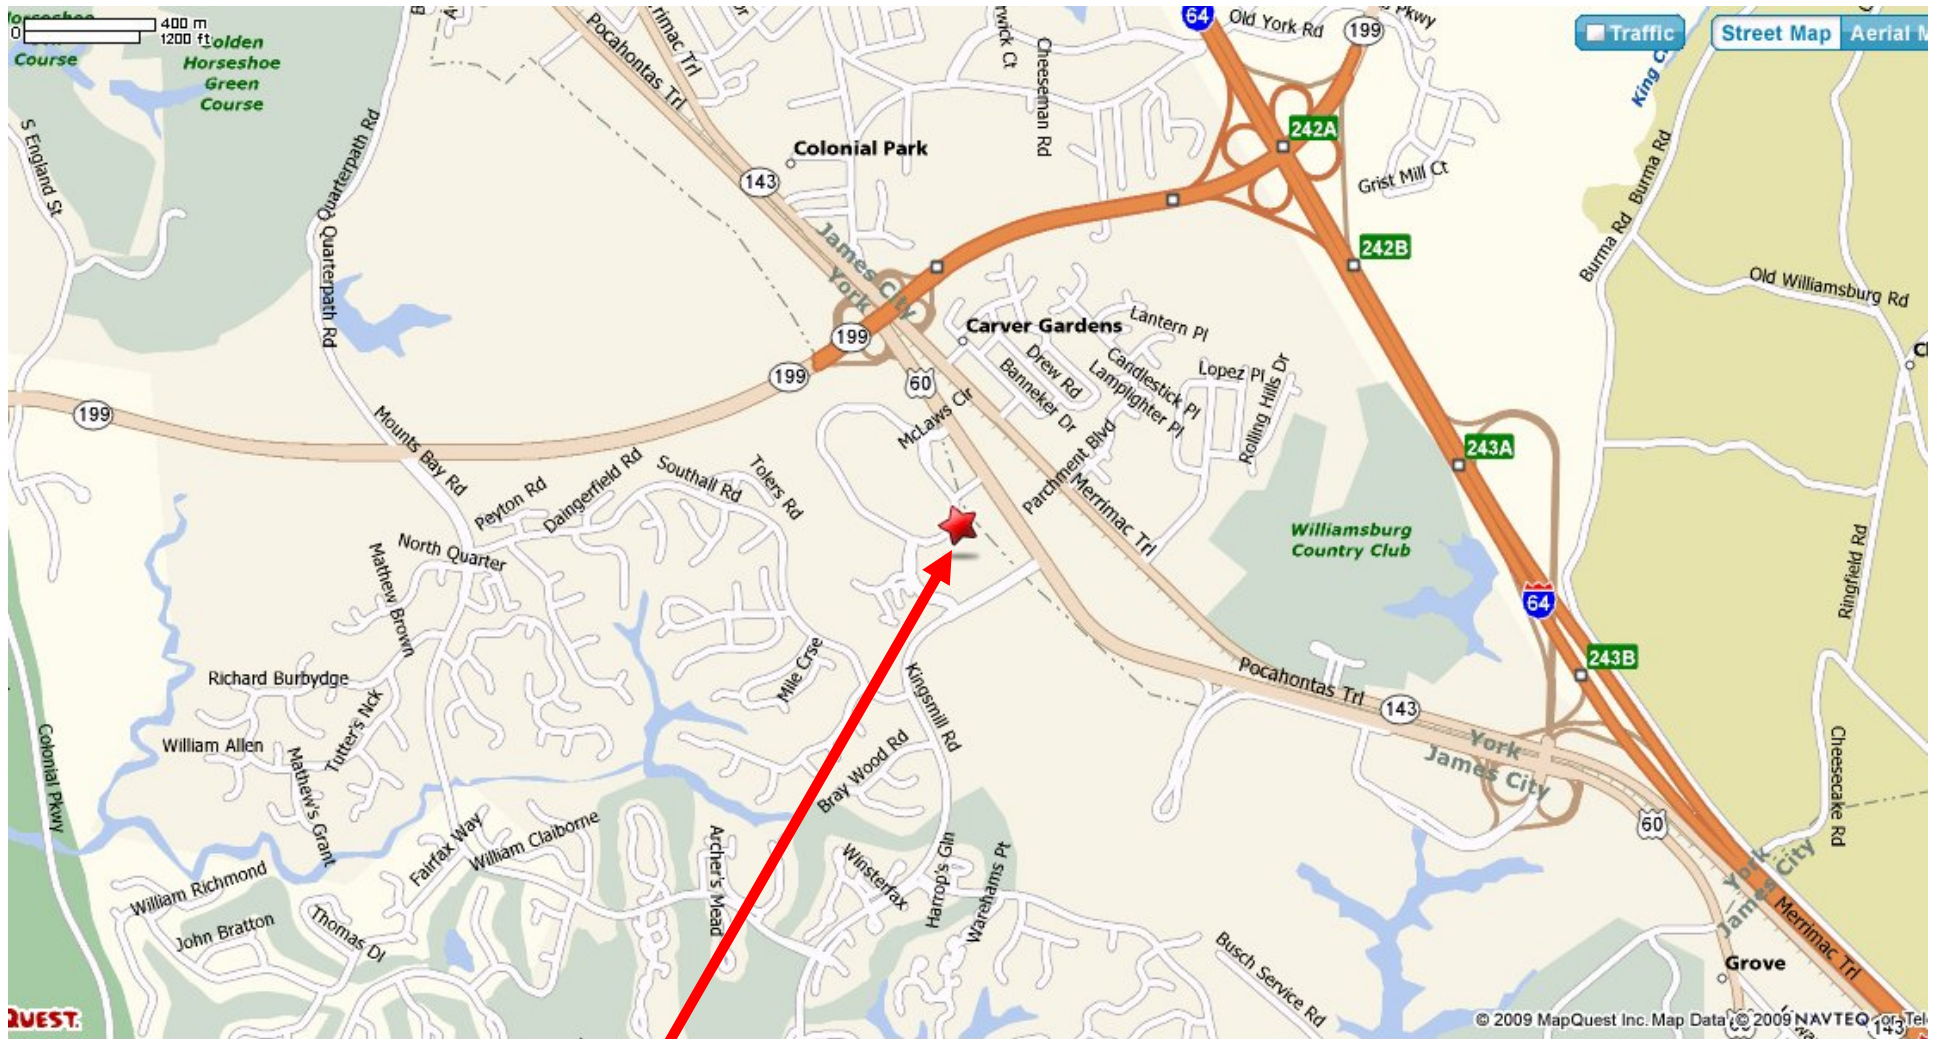 400 m
0
1200 ft
Horseshoe
Course
Golden
Horseshoe
Green
Course
Pocahontas Trl
Cheeseman Rd
64
Old York Rd
199
Pkwy
Traffic
Street Map
Aerial
S England St
Quarterpath Rd
Quarterpath Rd
Colonial Park
143
242A
Grist Mill Ct
Burma Rd
Burma Rd
242B
Old Williamsburg Rd
James City
York
199
199
199
60
Carver Gardens
Lantern Pl
Drew Rd
Banneker Dr
Candlestick Pl
Lamplighter Pl
Lopez Pl
Rolling Hills Dr
McLaws Cir
Parchment Blvd
Merrimac Trl
243A
Williamsburg
Country Club
Mounts Bay Rd
Peyton Rd
Daingerfield Rd
Southall Rd
Tolers Rd
North Quarter
Mathew Brown
64
Ringfield Rd
243B
Richard Burbydge
Tutter's Nck
William Allen
Mathew's Grant
Mile Crse
Kingsmill Rd
Pocahontas Trl
143
York
James City
Colonial Pkwy
Bray Wood Rd
60
Cheesecake Rd
Fairfax Way
William Claiborne
Archer's Mead
Winsterfax
Harrop's Gln
Warehams Pt
William Richmond
John Bratton
Thomas Dl
York
James City
Merrimac Trl
Busch Service Rd
Grove
QUEST.
© 2009 MapQuest Inc. Map Data © 2009 NAVTEQ or Tel
143